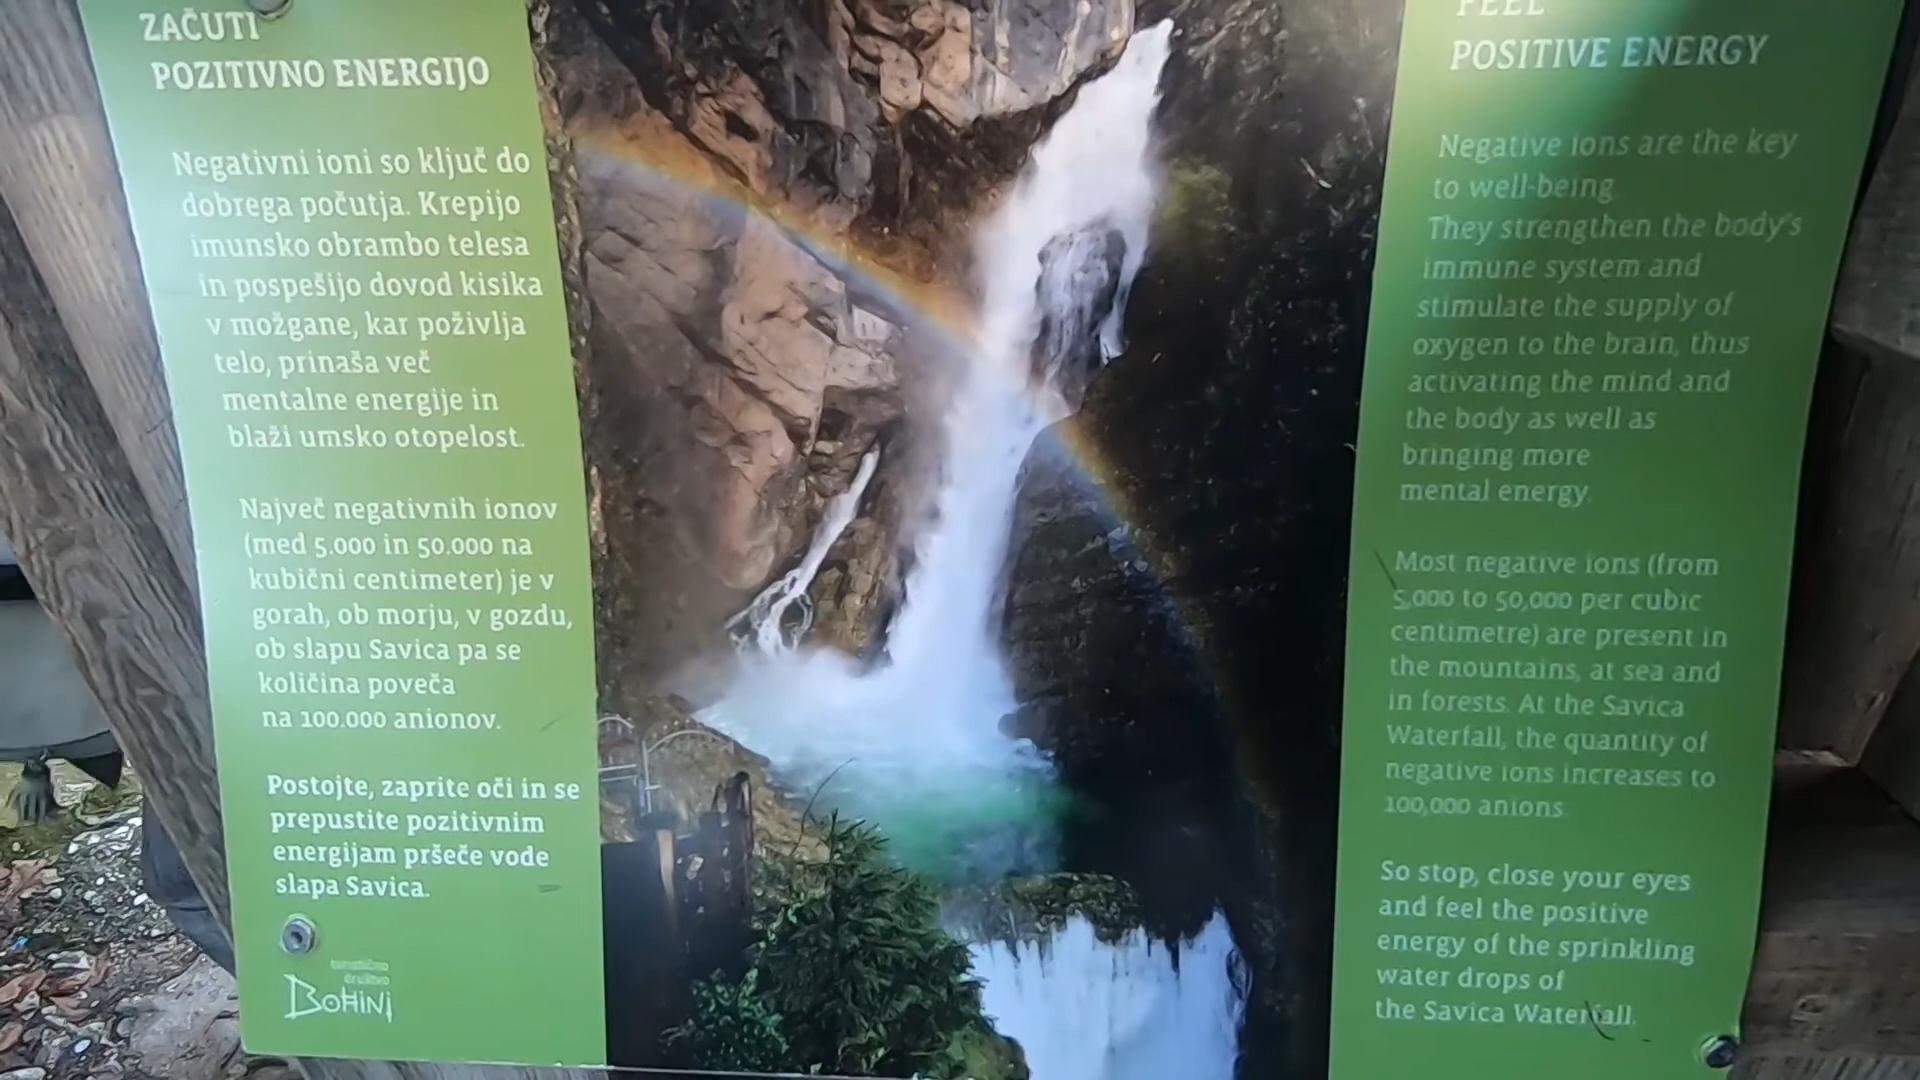 ZAČUTI
POZITIVNO ENERGIJO
Negativni ioni so ključ do
dobrega počutja. Krepijo
imunsko obrambo telesa
in pospešijo dovod kisika
v možgane, kar poživlja
telo, prinaša več
mentalne energije in
blaži umsko otopelost.
Največ negativnih ionov
(med 5.000 in 50.000 na
kubični centimeter) je v
gorah, ob morju, v gozdu,
ob slapu Savica pa se
količina poveča
na 100.000 anionov.
Postojte, zaprite oči in se
prepustite pozitivnim
energijam pršeče vode
slapa Savica.
turistično
društvo
BOHINJ
FEEL
POSITIVE ENERGY
Negative ions are the key
to well-being.
They strengthen the body's
immune system and
stimulate the supply of
oxygen to the brain, thus
activating the mind and
the body as well as
bringing more
mental energy.
Most negative ions (from
5,000 to 50,000 per cubic
centimetre) are present in
the mountains, at sea and
in forests. At the Savica
Waterfall, the quantity of
negative ions increases to
100,000 anions.
So stop, close your eyes
and feel the positive
energy of the sprinkling
water drops of
the Savica Waterfall.